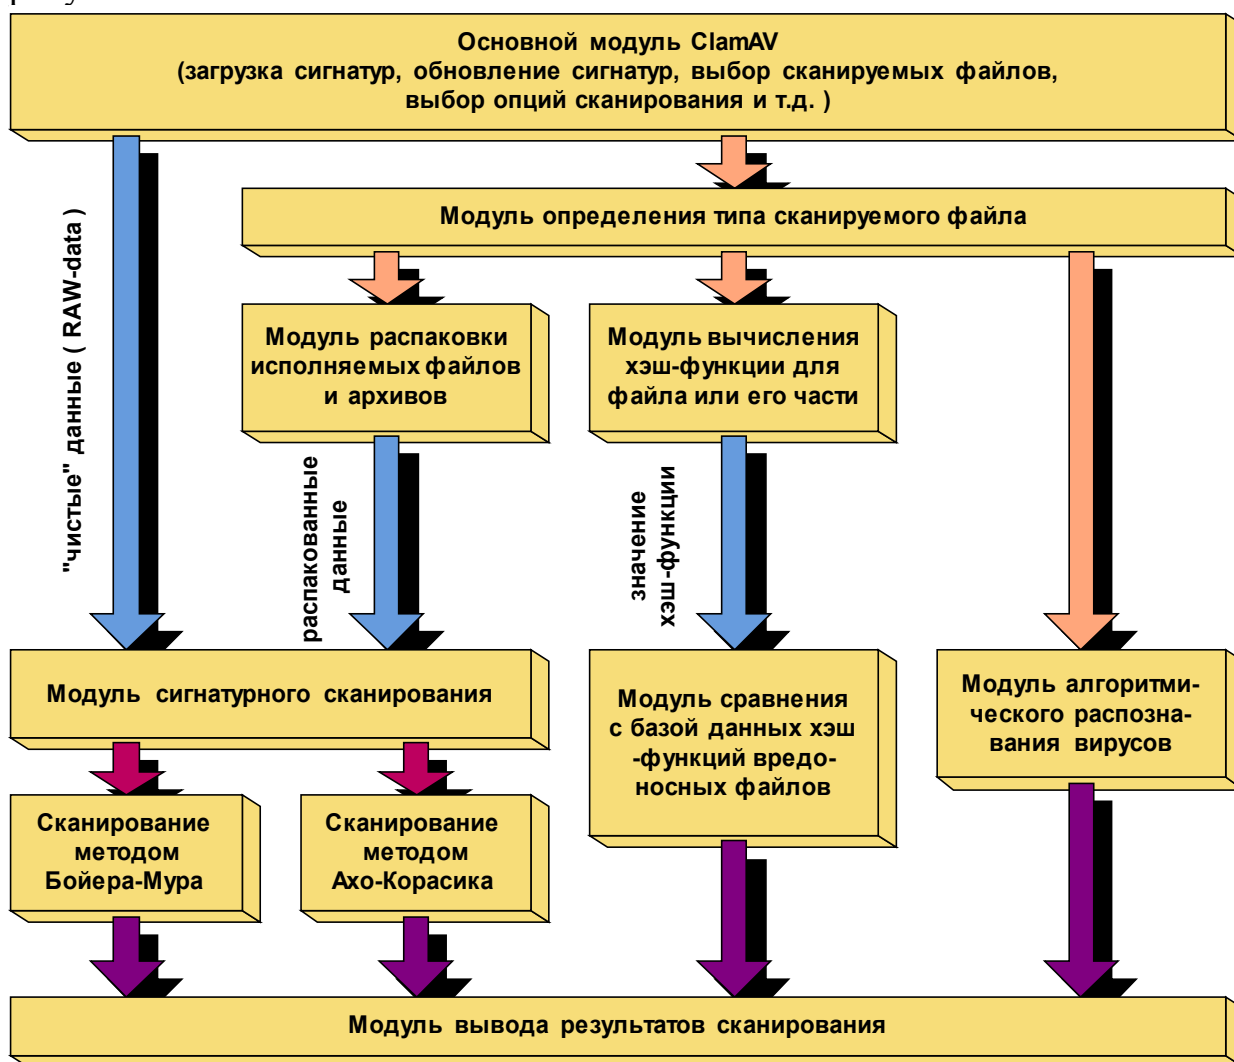 Основной модуль ClamAV
(загрузка сигнатур, обновление сигнатур, выбор сканируемых файлов,
выбор опций сканирования и т.д. )
"чистые" данные ( RAW-data )
Модуль определения типа сканируемого файла
Модуль распаковки
исполняемых файлов
и архивов
Модуль вычисления
хэш-функции для
файла или его части
распакованные
данные
значение
хэш-функции
Модуль сигнатурного сканирования
Модуль сравнения
с базой данных хэш
-функций вредо-
носных файлов
Модуль алгоритми-
ческого распозна-
вания вирусов
Сканирование
методом
Бойера-Мура
Сканирование
методом
Ахо-Корасика
Модуль вывода результатов сканирования